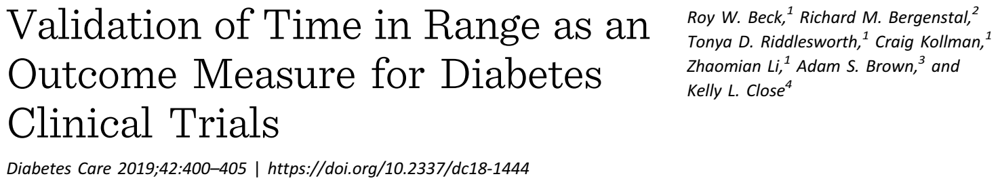 Validation of Time in Range as an
Outcome Measure for Diabetes
Clinical Trials
Diabetes Care 2019;42:400–405 | https://doi.org/10.2337/dc18-1444
Roy W. Beck,¹ Richard M. Bergenstal,²
Tonya D. Riddlesworth,¹ Craig Kollman,¹
Zhaomian Li,¹ Adam S. Brown,³ and
Kelly L. Close⁴